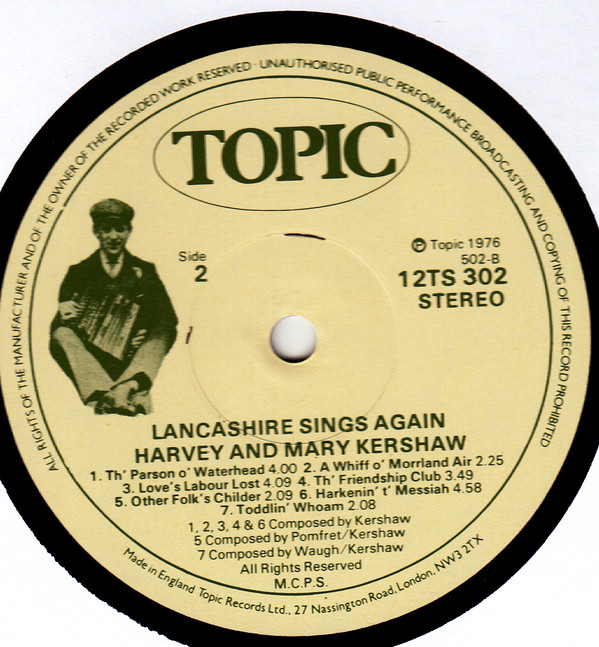 ALL RIGHTS OF THE MANUFACTURER AND OF THE OWNER OF THE RECORDED WORK RESERVED · UNAUTHORISED PUBLIC PERFORMANCE BROADCASTING AND COPYING OF THIS RECORD PROHIBITED
TOPIC
Side
2
Ⓟ Topic 1976
502-B
12TS 302
STEREO
LANCASHIRE SINGS AGAIN
HARVEY AND MARY KERSHAW
1. Th' Parson o' Waterhead 4.00 2. A Whiff o' Morrland Air 2.25
3. Love's Labour Lost 4.09 4. Th' Friendship Club 3.49
5. Other Folk's Childer 2.09 6. Harkenin' t' Messiah 4.58
7. Toddlin' Whoam 2.08
1, 2, 3, 4 & 6 Composed by Kershaw
5 Composed by Pomfret/Kershaw
7 Composed by Waugh/Kershaw
All Rights Reserved
M.C.P.S.
Made in England Topic Records Ltd., 27 Nassington Road, London, NW3 2TX